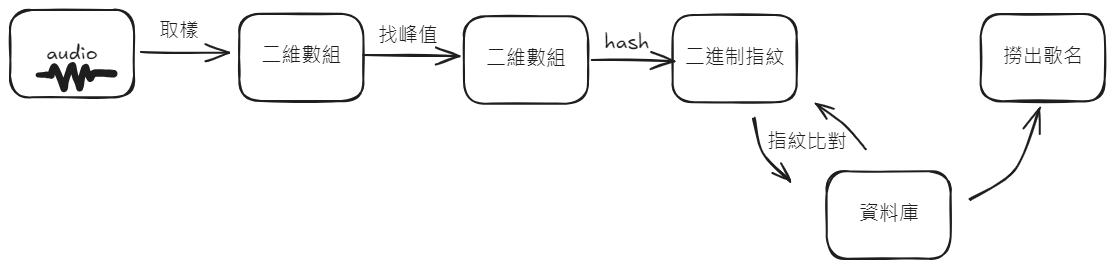 audio
取樣
二維數組
找峰值
二維數組
hash
二進制指紋
指紋比對
資料庫
撈出歌名